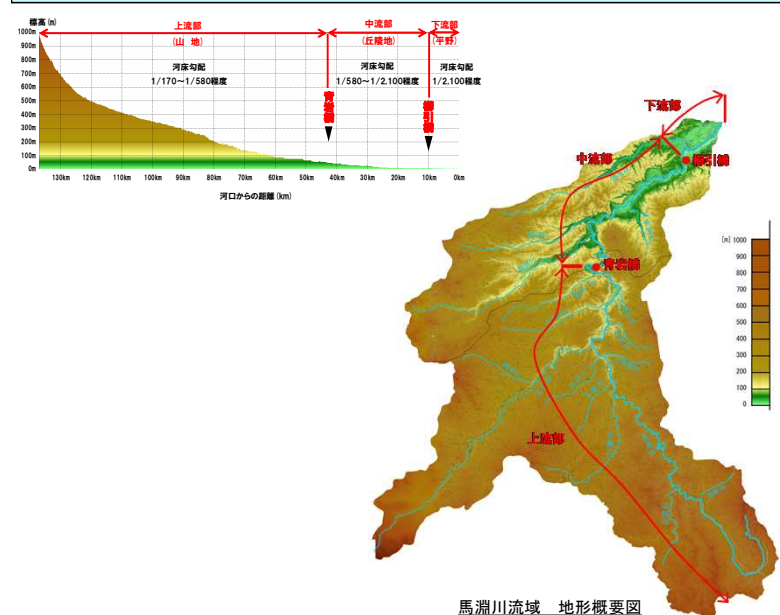 標高(m)
上流部
(山 地)
中流部
(丘陵地)
下流部
(平野)
河床勾配
1/170～1/580程度
河床勾配
1/580～1/2.100程度
河床勾配
1/2.100程度
1000m
900m
800m
700m
600m
500m
400m
300m
200m
100m
0m
青岩橋
櫛引橋
130km 120km 110km 100km 90km 80km 70km 60km 50km 40km 30km 20km 10km 0km
河口からの距離(km)
下流部
中流部
櫛引橋
青岩橋
上流部
[m] 1000
900
800
700
600
500
400
300
200
100
0
馬淵川流域 地形概要図